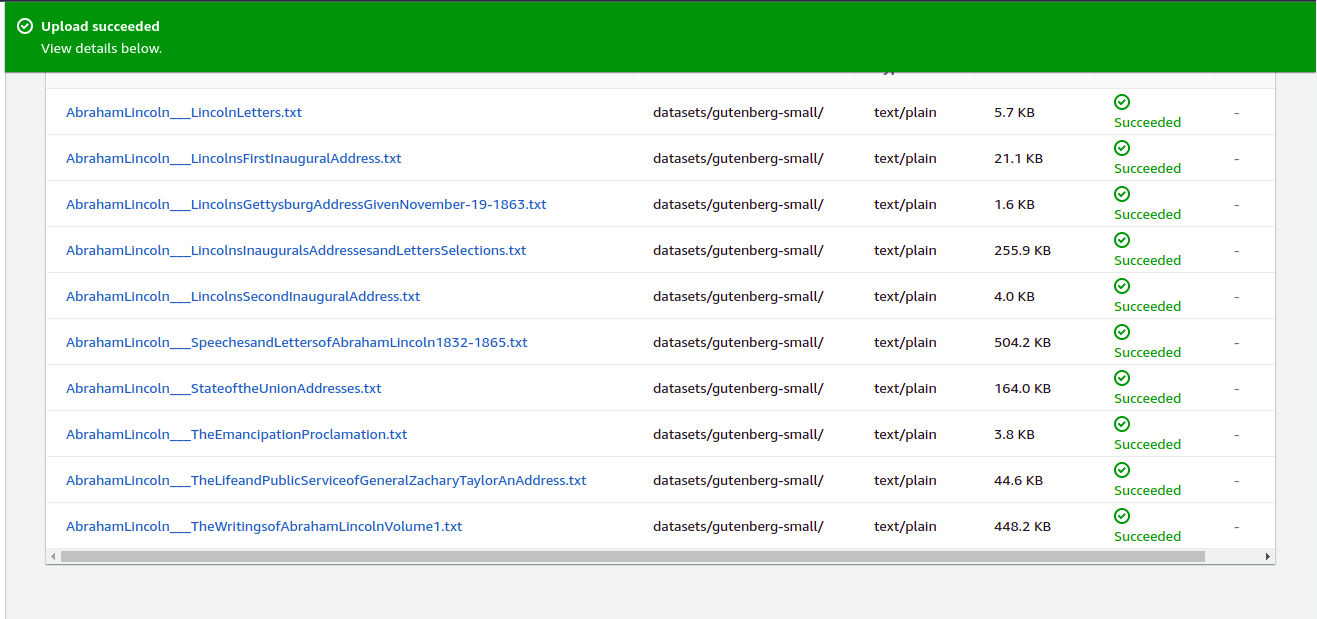 Upload succeeded
View details below.
AbrahamLincoln___LincolnLetters.txt datasets/gutenberg-small/ text/plain 5.7 KB Succeeded -
AbrahamLincoln___LincolnsFirstInauguralAddress.txt datasets/gutenberg-small/ text/plain 21.1 KB Succeeded -
AbrahamLincoln___LincolnsGettysburgAddressGivenNovember-19-1863.txt datasets/gutenberg-small/ text/plain 1.6 KB Succeeded -
AbrahamLincoln___LincolnsInauguralsAddressesandLettersSelections.txt datasets/gutenberg-small/ text/plain 255.9 KB Succeeded -
AbrahamLincoln___LincolnsSecondInauguralAddress.txt datasets/gutenberg-small/ text/plain 4.0 KB Succeeded -
AbrahamLincoln___SpeechesandLettersofAbrahamLincoln1832-1865.txt datasets/gutenberg-small/ text/plain 504.2 KB Succeeded -
AbrahamLincoln___StateoftheUnionAddresses.txt datasets/gutenberg-small/ text/plain 164.0 KB Succeeded -
AbrahamLincoln___TheEmancipationProclamation.txt datasets/gutenberg-small/ text/plain 3.8 KB Succeeded -
AbrahamLincoln___TheLifeandPublicServiceofGeneralZacharyTaylorAnAddress.txt datasets/gutenberg-small/ text/plain 44.6 KB Succeeded -
AbrahamLincoln___TheWritingsofAbrahamLincolnVolume1.txt datasets/gutenberg-small/ text/plain 448.2 KB Succeeded -